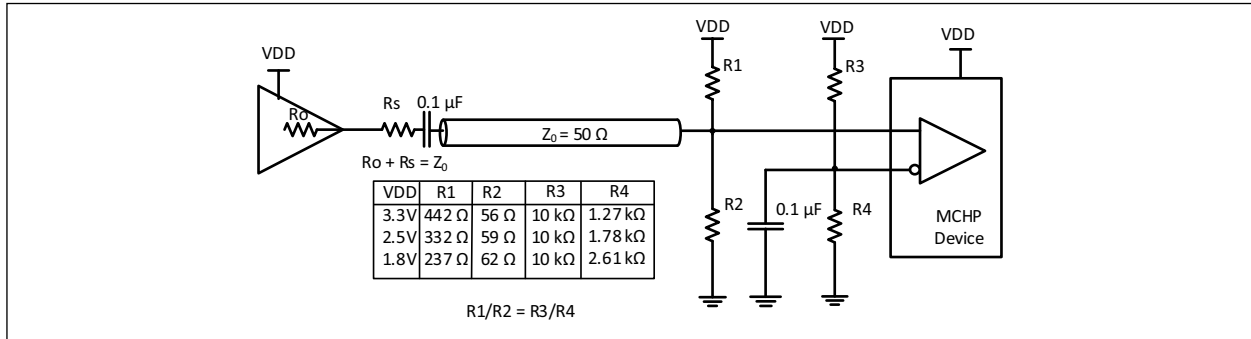 VDD
VDD
VDD
VDD
R1
R3
Ro
Rs
0.1 µF
Z0 = 50 Ω
Ro + Rs = Z0
VDD R1 R2 R3 R4
3.3V 442 Ω 56 Ω 10 kΩ 1.27 kΩ
2.5V 332 Ω 59 Ω 10 kΩ 1.78 kΩ
1.8V 237 Ω 62 Ω 10 kΩ 2.61 kΩ
R2
0.1 µF
R4
MCHP
Device
R1/R2 = R3/R4